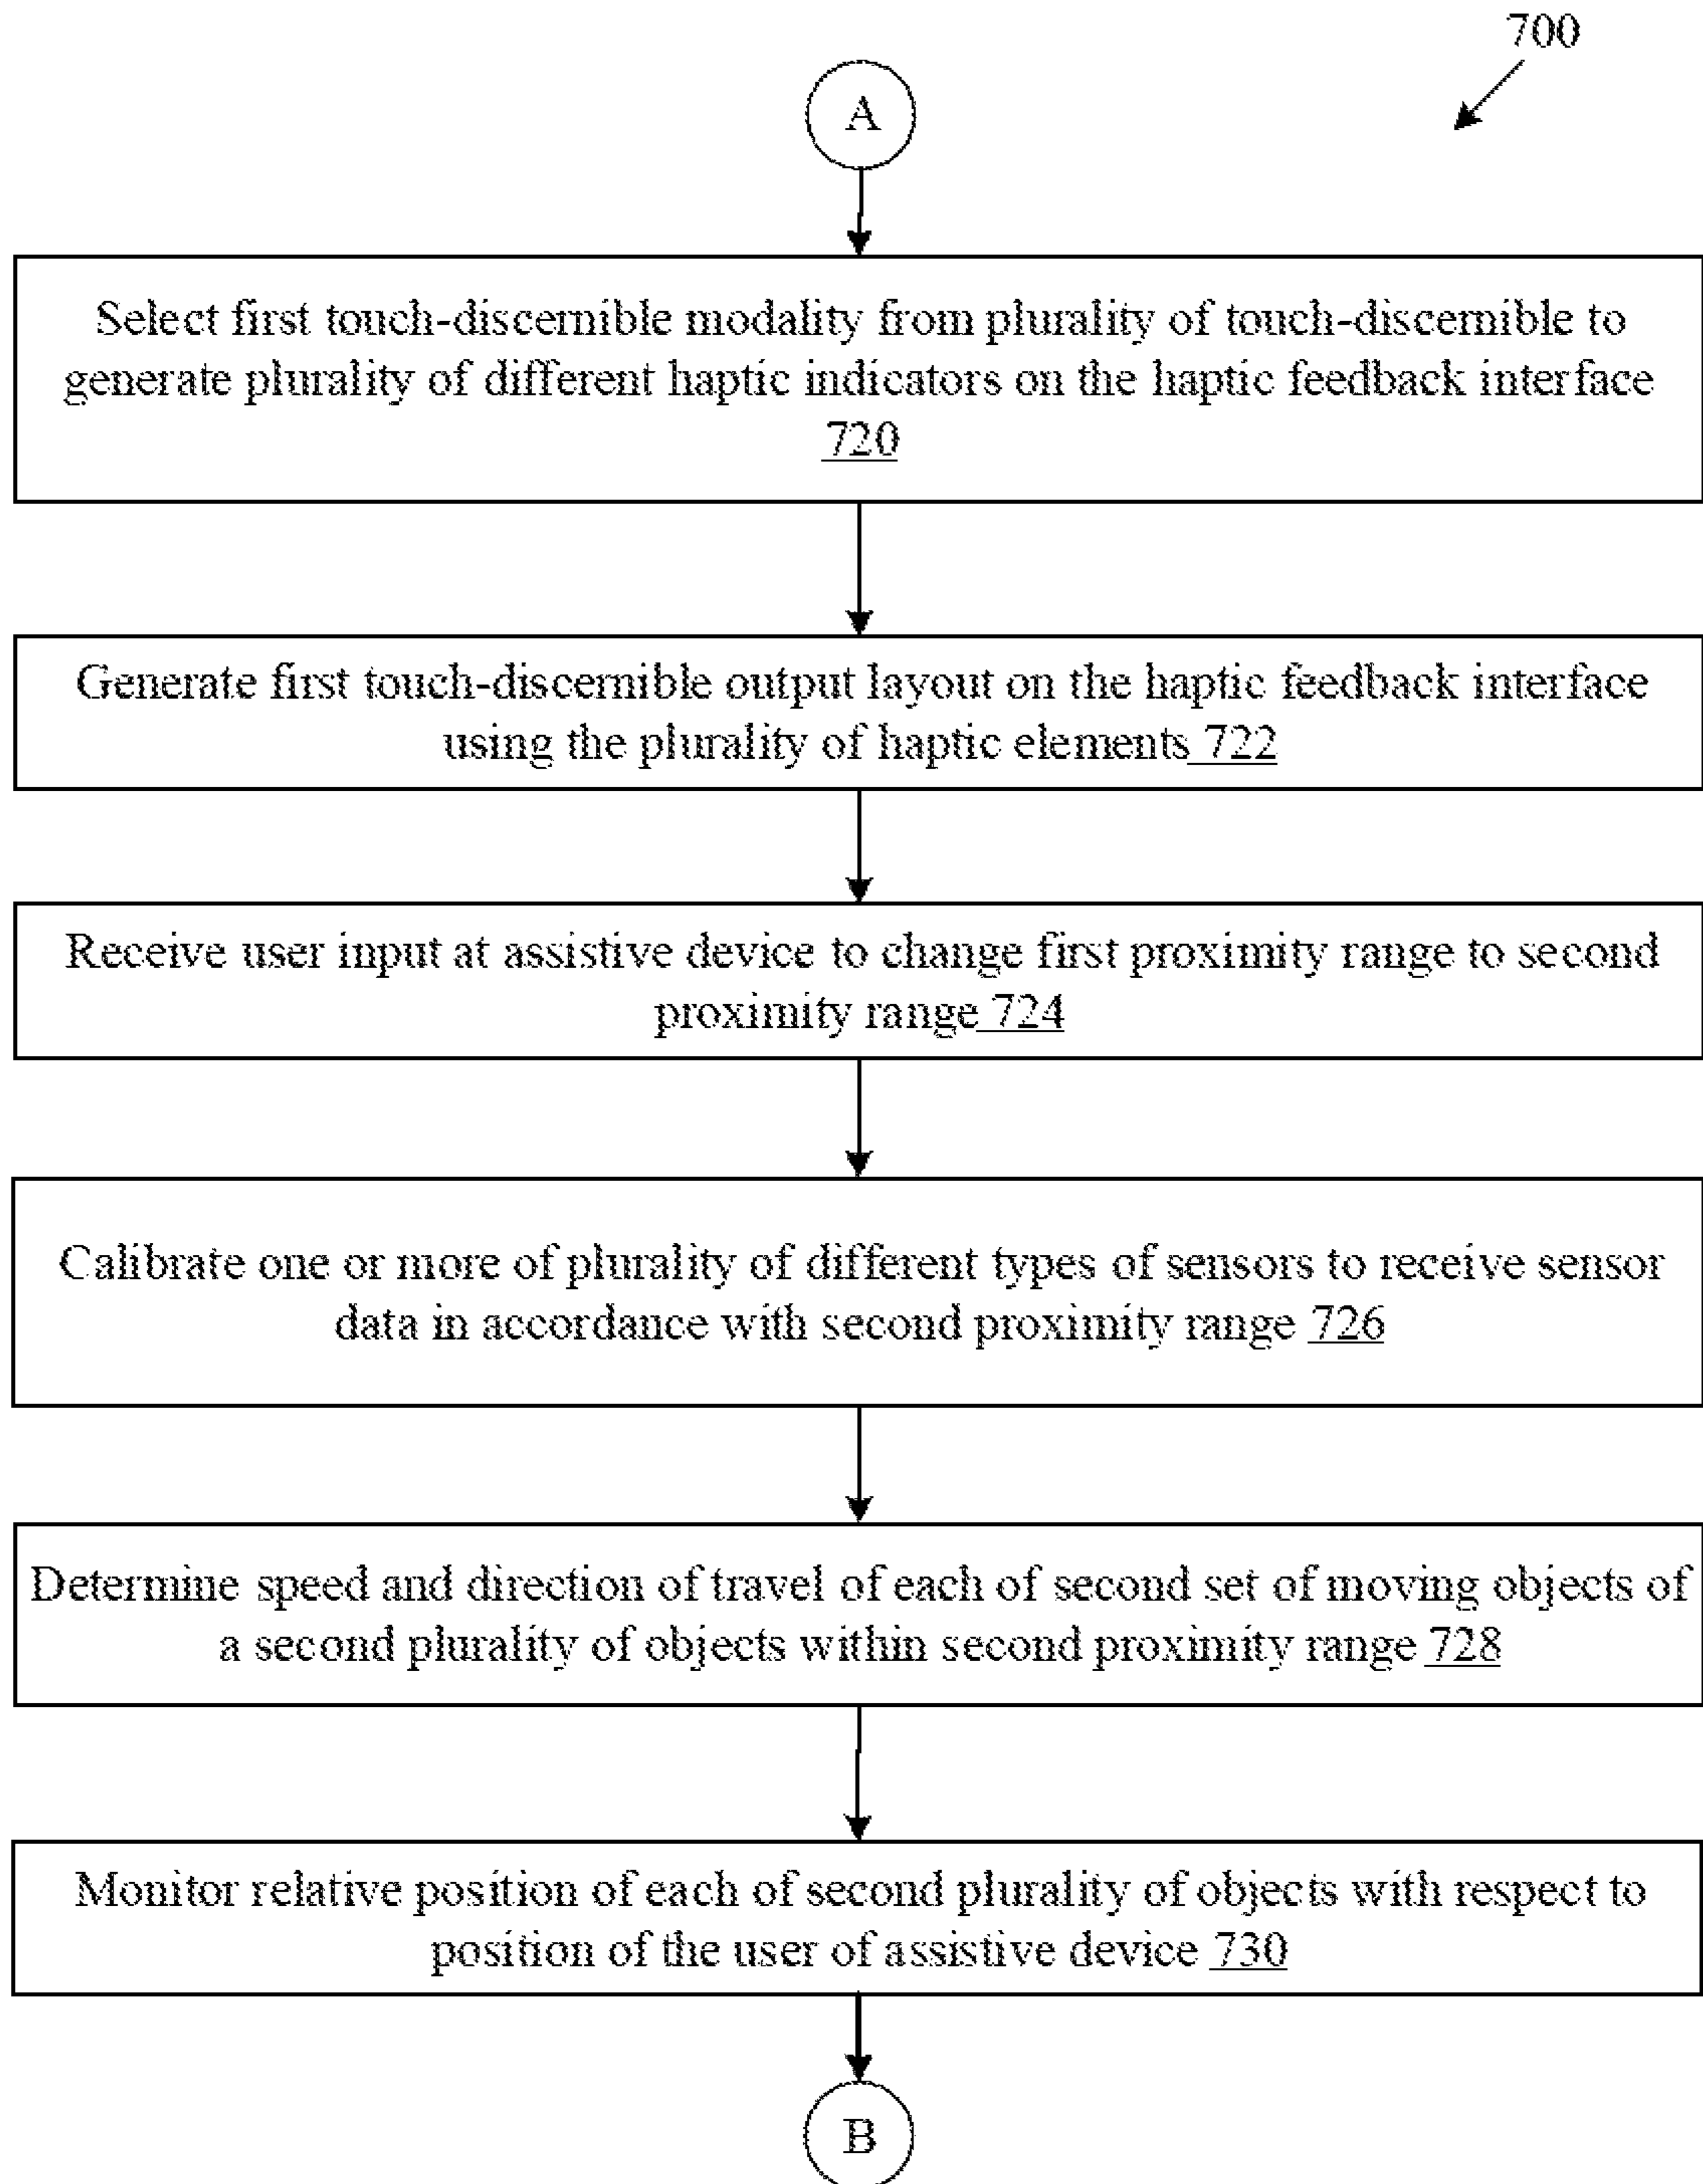 700
A
Select first touch-discernible modality from plurality of touch-discernible to
generate plurality of different haptic indicators on the haptic feedback interface
720
Generate first touch-discernible output layout on the haptic feedback interface
using the plurality of haptic elements 722
Receive user input at assistive device to change first proximity range to second
proximity range 724
Calibrate one or more of plurality of different types of sensors to receive sensor
data in accordance with second proximity range 726
Determine speed and direction of travel of each of second set of moving objects of
a second plurality of objects within second proximity range 728
Monitor relative position of each of second plurality of objects with respect to
position of the user of assistive device 730
B